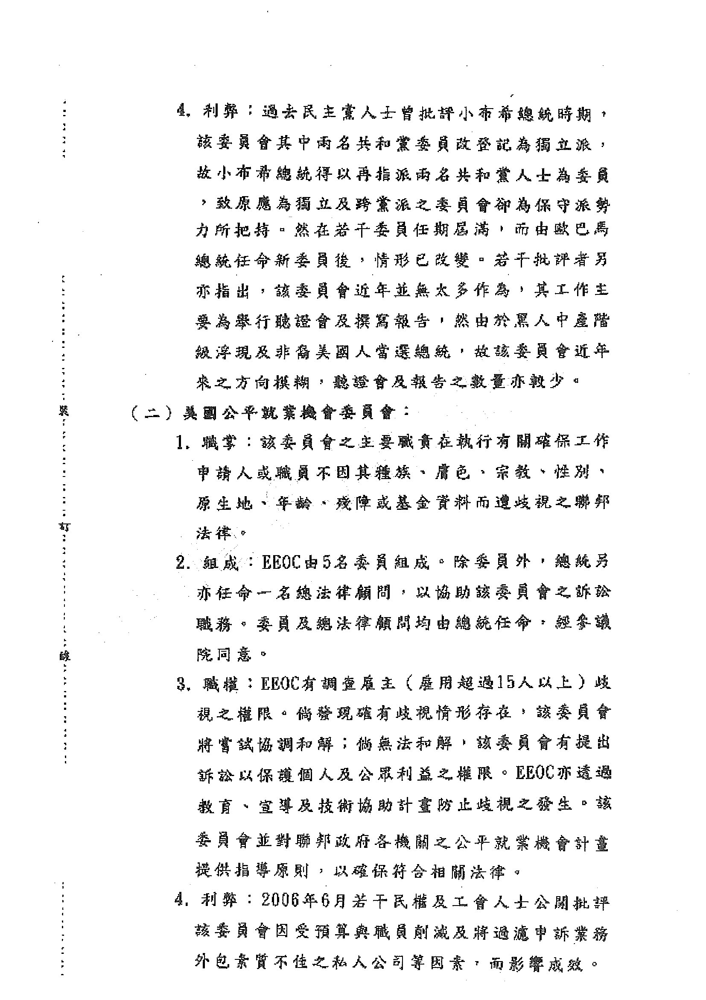 4. 利弊：過去民主黨人士曾批評小布希總統時期，
該委員會其中兩名共和黨委員改登記為獨立派，
故小布希總統得以再指派兩名共和黨人士為委員
，致原應為獨立及跨黨派之委員會卻為保守派勢
力所把持。然在若干委員任期屆滿，而由歐巴馬
總統任命新委員後，情形已改變。若干批評者另
亦指出，該委員會近年並無太多作為，其工作主
要為舉行聽證會及撰寫報告，然由於黑人中產階
級浮現及非裔美國人當選總統，故該委員會近年
來之方向模糊，聽證會及報告之數量亦較少。
（二）美國公平就業機會委員會：
1. 職掌：該委員會之主要職責在執行有關確保工作
申請人或職員不因其種族、膚色、宗教、性別、
原生地、年齡、殘障或基金資料而遭歧視之聯邦
法律。
2. 組成：EEOC由5名委員組成。除委員外，總統另
亦任命一名總法律顧問，以協助該委員會之訴訟
職務。委員及總法律顧問均由總統任命，經參議
院同意。
3. 職權：EEOC有調查雇主（雇用超過15人以上）歧
視之權限。倘發現確有歧視情形存在，該委員會
將嘗試協調和解；倘無法和解，該委員會有提出
訴訟以保護個人及公眾利益之權限。EEOC亦透過
教育、宣導及技術協助計畫防止歧視之發生。該
委員會並對聯邦政府各機關之公平就業機會計畫
提供指導原則，以確保符合相關法律。
4. 利弊：2006年6月若干民權及工會人士公開批評
該委員會因受預算與職員削減及將過濾申訴業務
外包素質不佳之私人公司等因素，而影響成效。
裝
訂
線